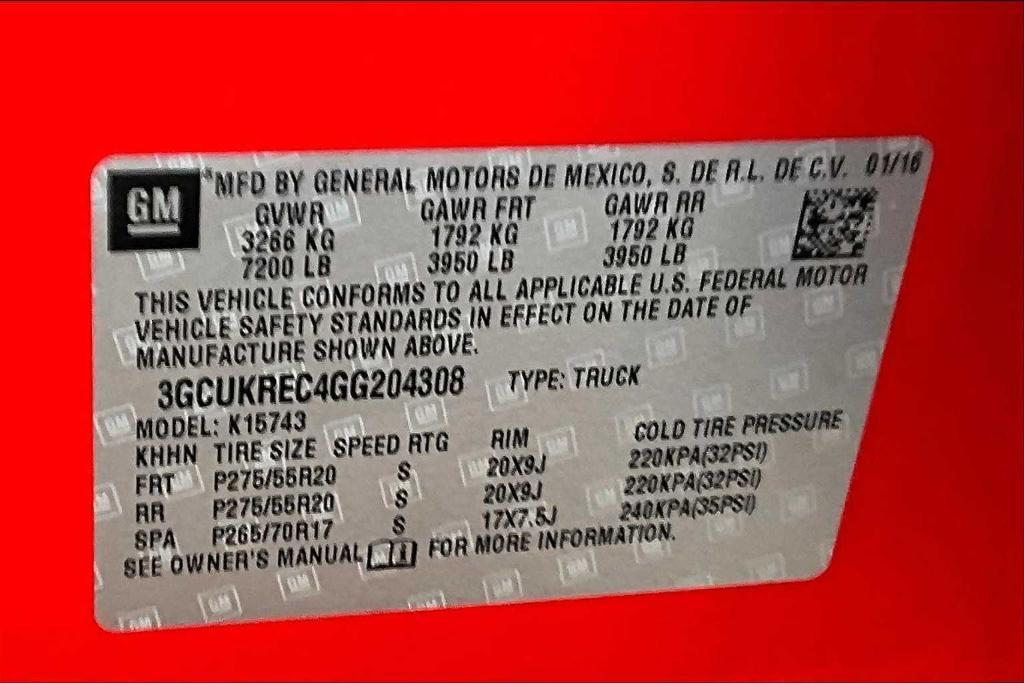 GM
*MFD BY GENERAL MOTORS DE MEXICO, S. DE R.L. DE C.V. 01/16
GVWR GAWR FRT GAWR RR
3266 KG 1792 KG 1792 KG
7200 LB 3950 LB 3950 LB
THIS VEHICLE CONFORMS TO ALL APPLICABLE U.S. FEDERAL MOTOR
VEHICLE SAFETY STANDARDS IN EFFECT ON THE DATE OF
MANUFACTURE SHOWN ABOVE.
3GCUKREC4GG204308 TYPE: TRUCK
MODEL: K15743
KHHN TIRE SIZE SPEED RTG RIM COLD TIRE PRESSURE
FRT P275/55R20 S 20X9J 220KPA(32PSI)
RR P275/55R20 S 20X9J 220KPA(32PSI)
SPA P265/70R17 S 17X7.5J 240KPA(35PSI)
SEE OWNER'S MANUAL FOR MORE INFORMATION.